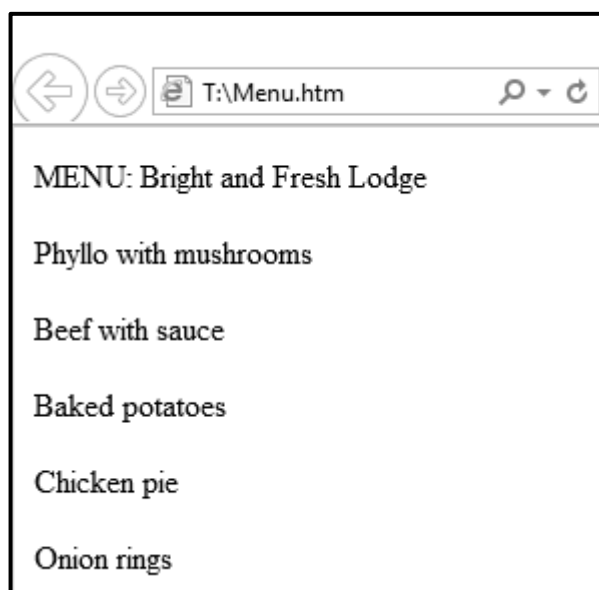 T:\Menu.htm
MENU: Bright and Fresh Lodge
Phyllo with mushrooms
Beef with sauce
Baked potatoes
Chicken pie
Onion rings